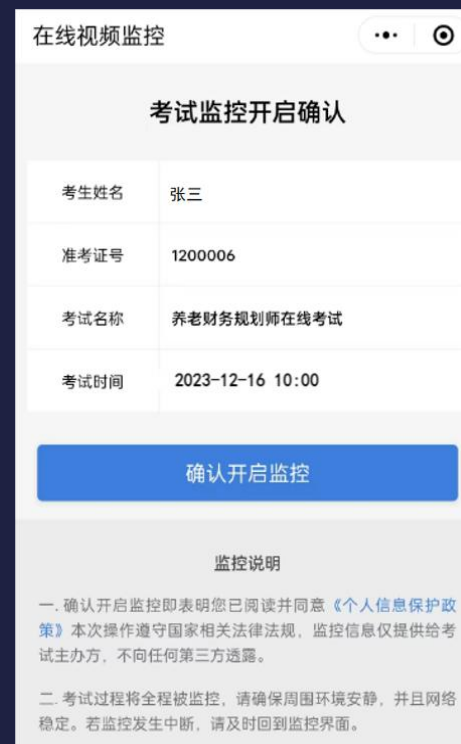 在线视频监控
考试监控开启确认
考生姓名 张三
准考证号 1200006
考试名称 养老财务规划师在线考试
考试时间 2023-12-16 10:00
确认开启监控
监控说明
一. 确认开启监控即表明您已阅读并同意《个人信息保护政
策》本次操作遵守国家相关法律法规，监控信息仅提供给考
试主办方，不向任何第三方透露。
二. 考试过程将全程被监控，请确保周围环境安静，并且网络
稳定。若监控发生中断，请及时回到监控界面。